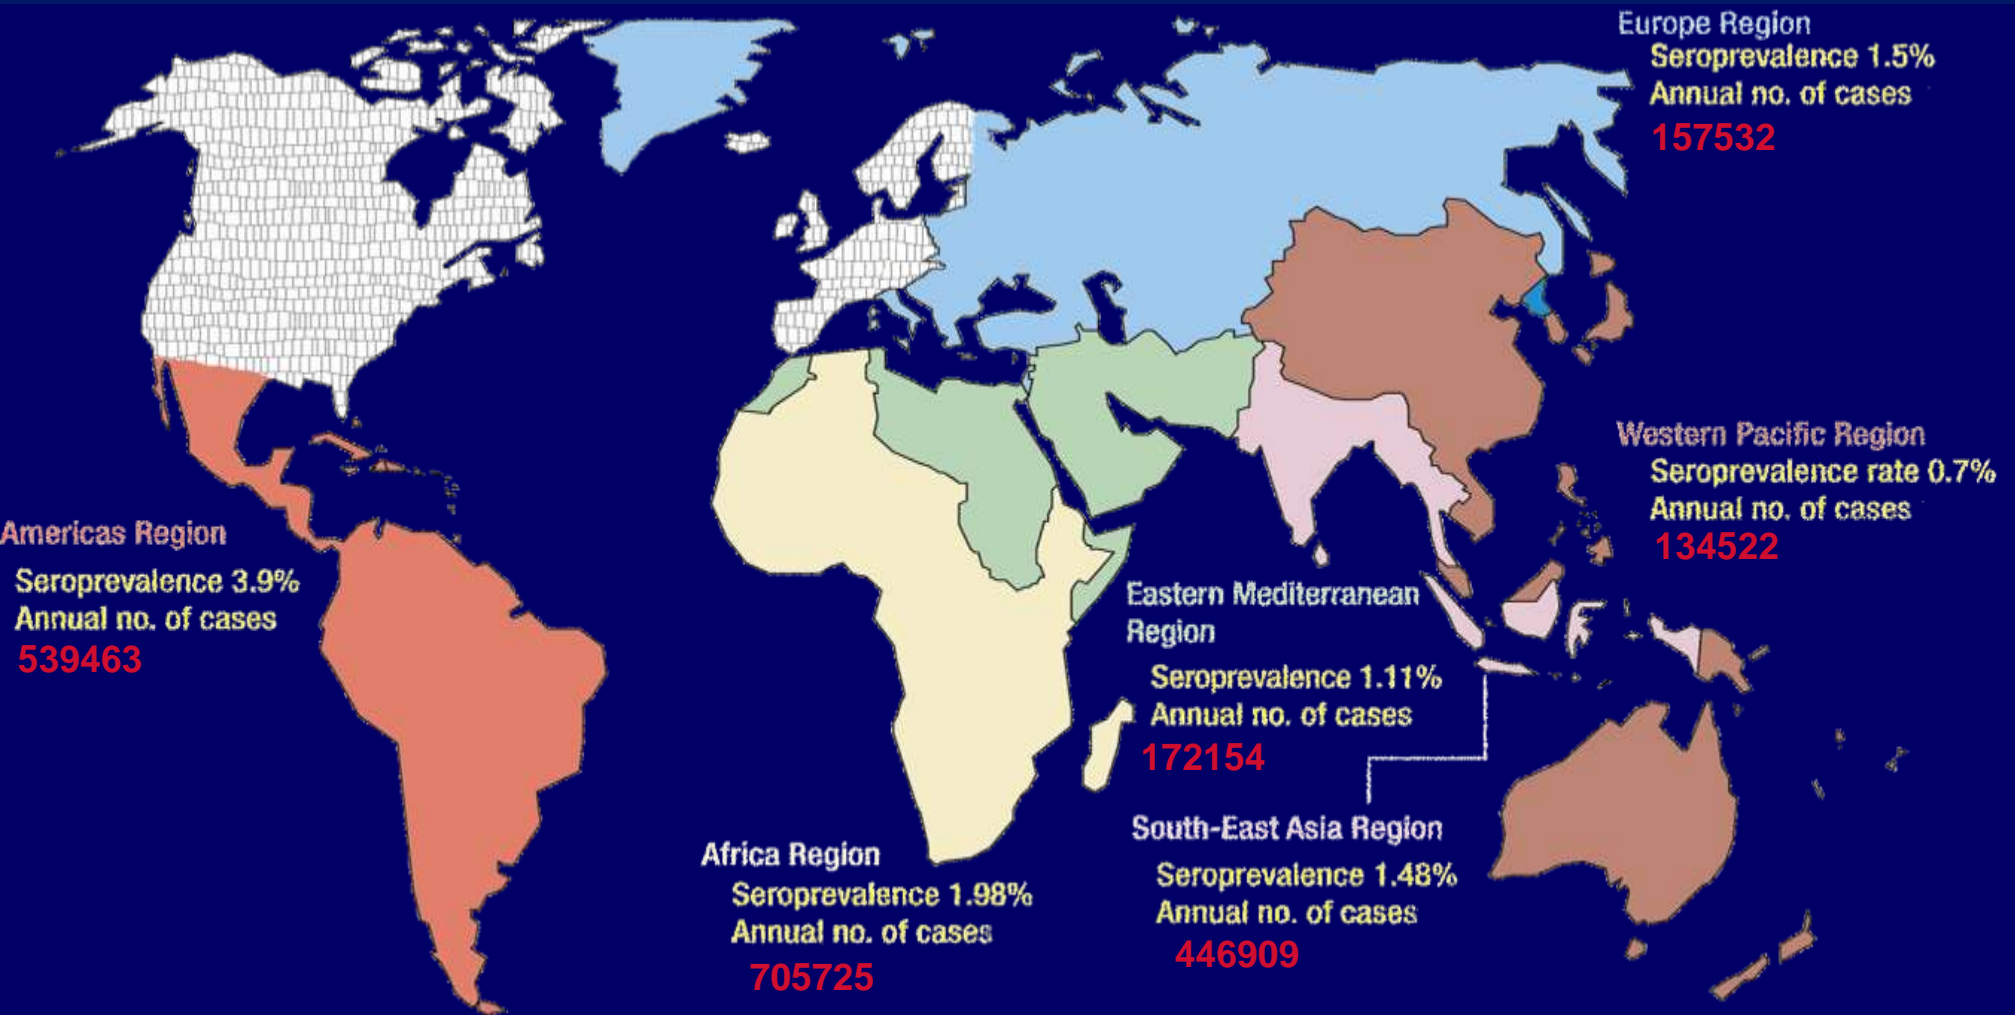 Europe Region
Seroprevalence 1.5%
Annual no. of cases
157532
Western Pacific Region
Seroprevalence rate 0.7%
Annual no. of cases
134522
Americas Region
Seroprevalence 3.9%
Annual no. of cases
539463
Eastern Mediterranean
Region
Seroprevalence 1.11%
Annual no. of cases
172154
South-East Asia Region
Seroprevalence 1.48%
Annual no. of cases
446909
Africa Region
Seroprevalence 1.98%
Annual no. of cases
705725